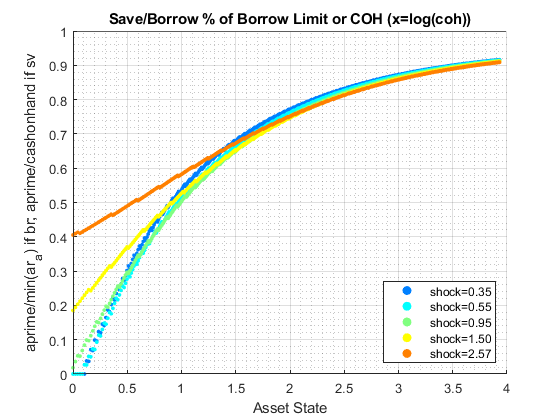 Save/Borrow % of Borrow Limit or COH (x=log(coh))
aprime/min(ar_a) if br; aprime/cashonhand if sv
1
0.9
0.8
0.7
0.6
0.5
0.4
0.3
0.2
0.1
0
0 0.5 1 1.5 2 2.5 3 3.5 4
Asset State
shock=0.35
shock=0.55
shock=0.95
shock=1.50
shock=2.57